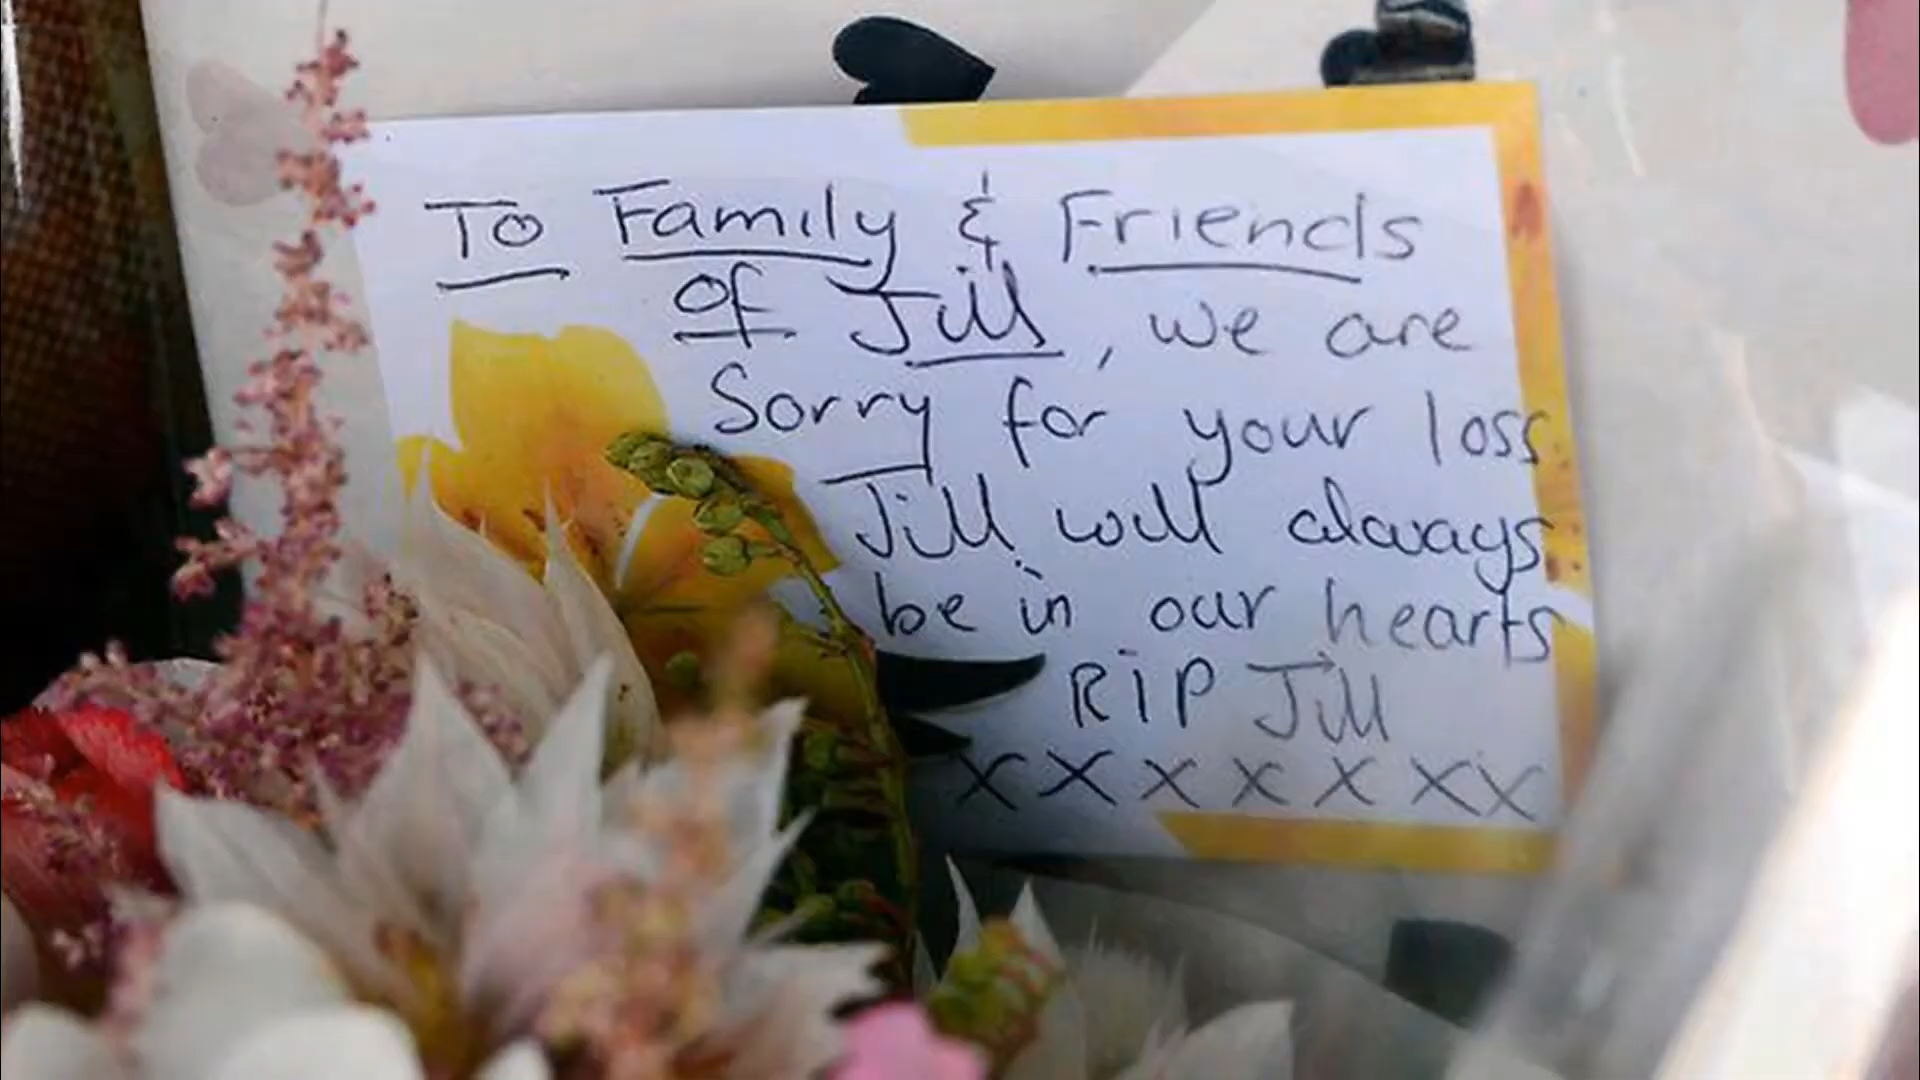 To Family & Friends
of Jill, we are
Sorry for your loss
Jill will always
be in our hearts
RiP Jill
x x x x x x x